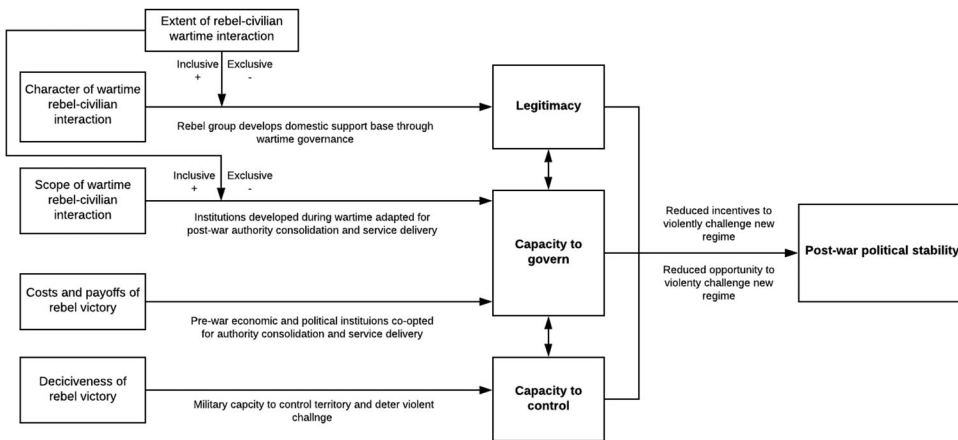 Extent of rebel-civilian
wartime interaction
Inclusive
+
Exclusive
-
Character of wartime
rebel-civilian
interaction
Legitimacy
Rebel group develops domestic support base through
wartime governance
Inclusive
+
Exclusive
-
Scope of wartime
rebel-civilian
interaction
Institutions developed during wartime adapted for
post-war authority consolidation and service delivery
Capacity to
govern
Reduced incentives to
violently challenge new
regime
Reduced opportunity to
violenty challenge new
regime
Post-war political stability
Costs and payoffs of
rebel victory
Pre-war economic and political instituions co-opted
for authority consolidation and service delivery
Deciciveness of
rebel victory
Military capcity to control territory and deter violent
challnge
Capacity to
control